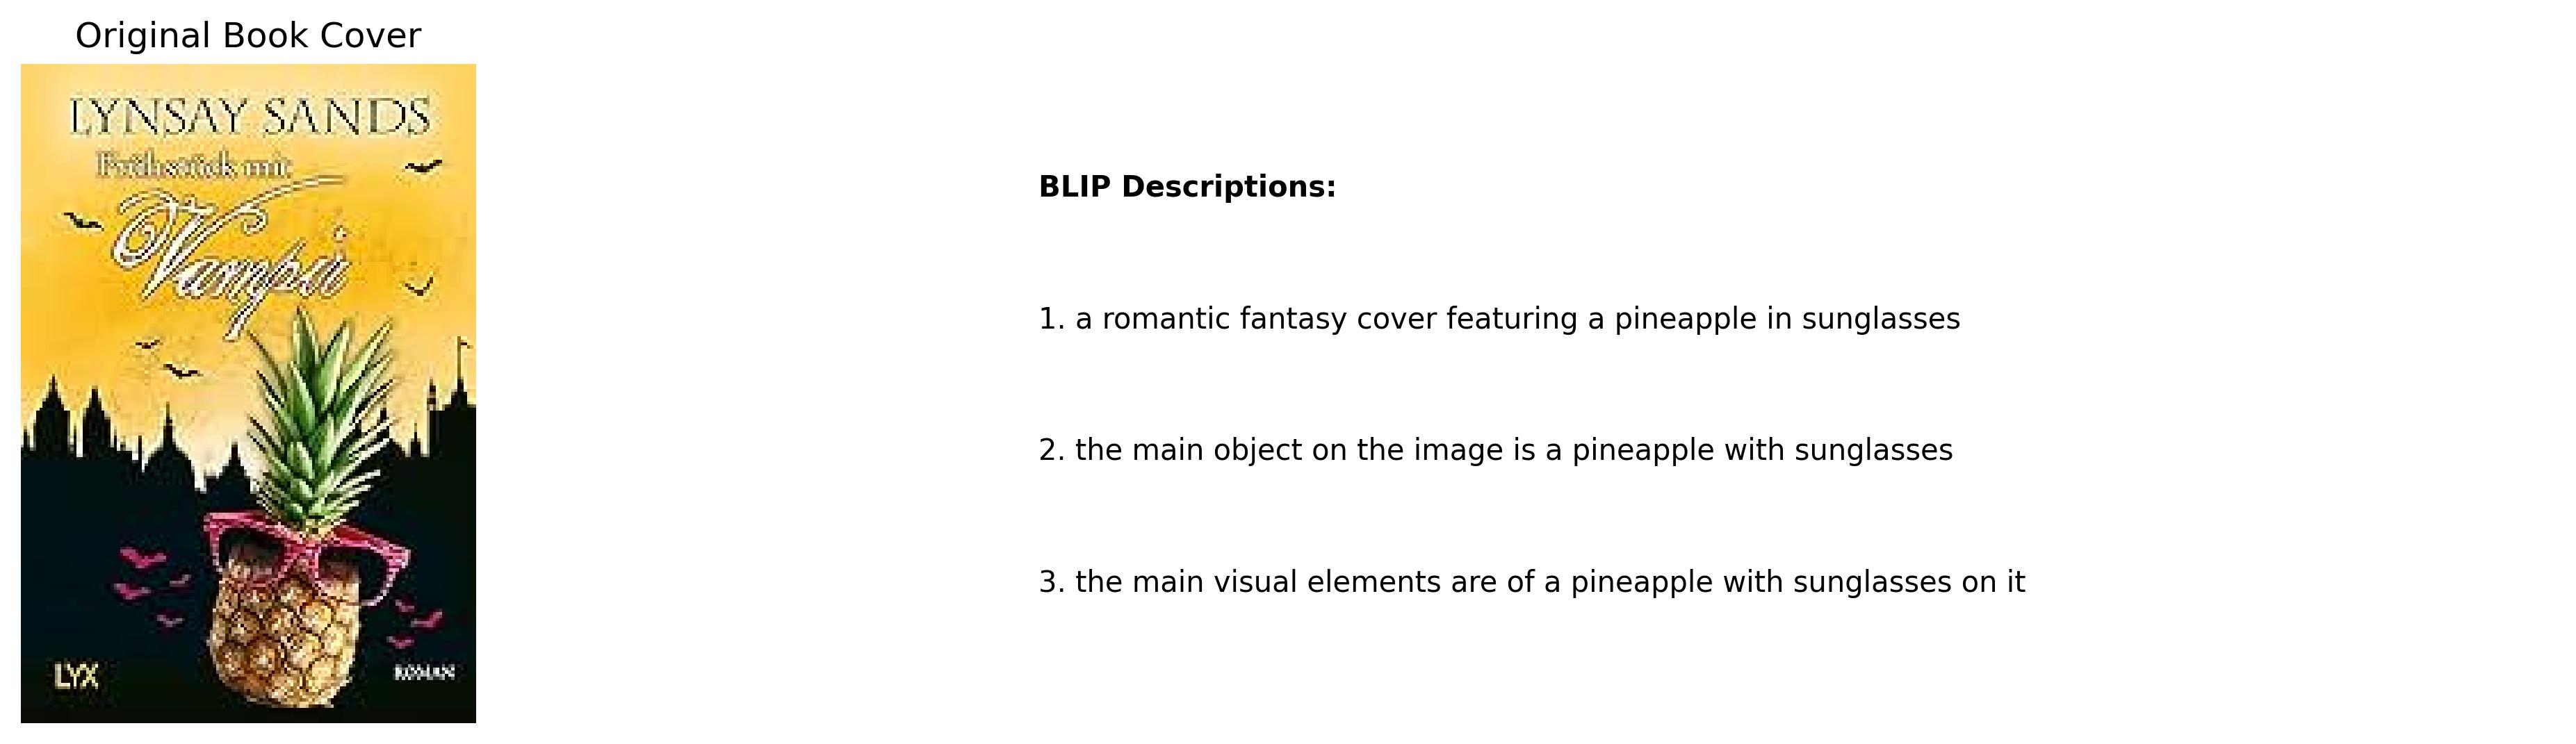 Original Book Cover
LYNSAY SANDS
Frühstück mit
Vampir
LYX
ROMAN
BLIP Descriptions:
1. a romantic fantasy cover featuring a pineapple in sunglasses
2. the main object on the image is a pineapple with sunglasses
3. the main visual elements are of a pineapple with sunglasses on it